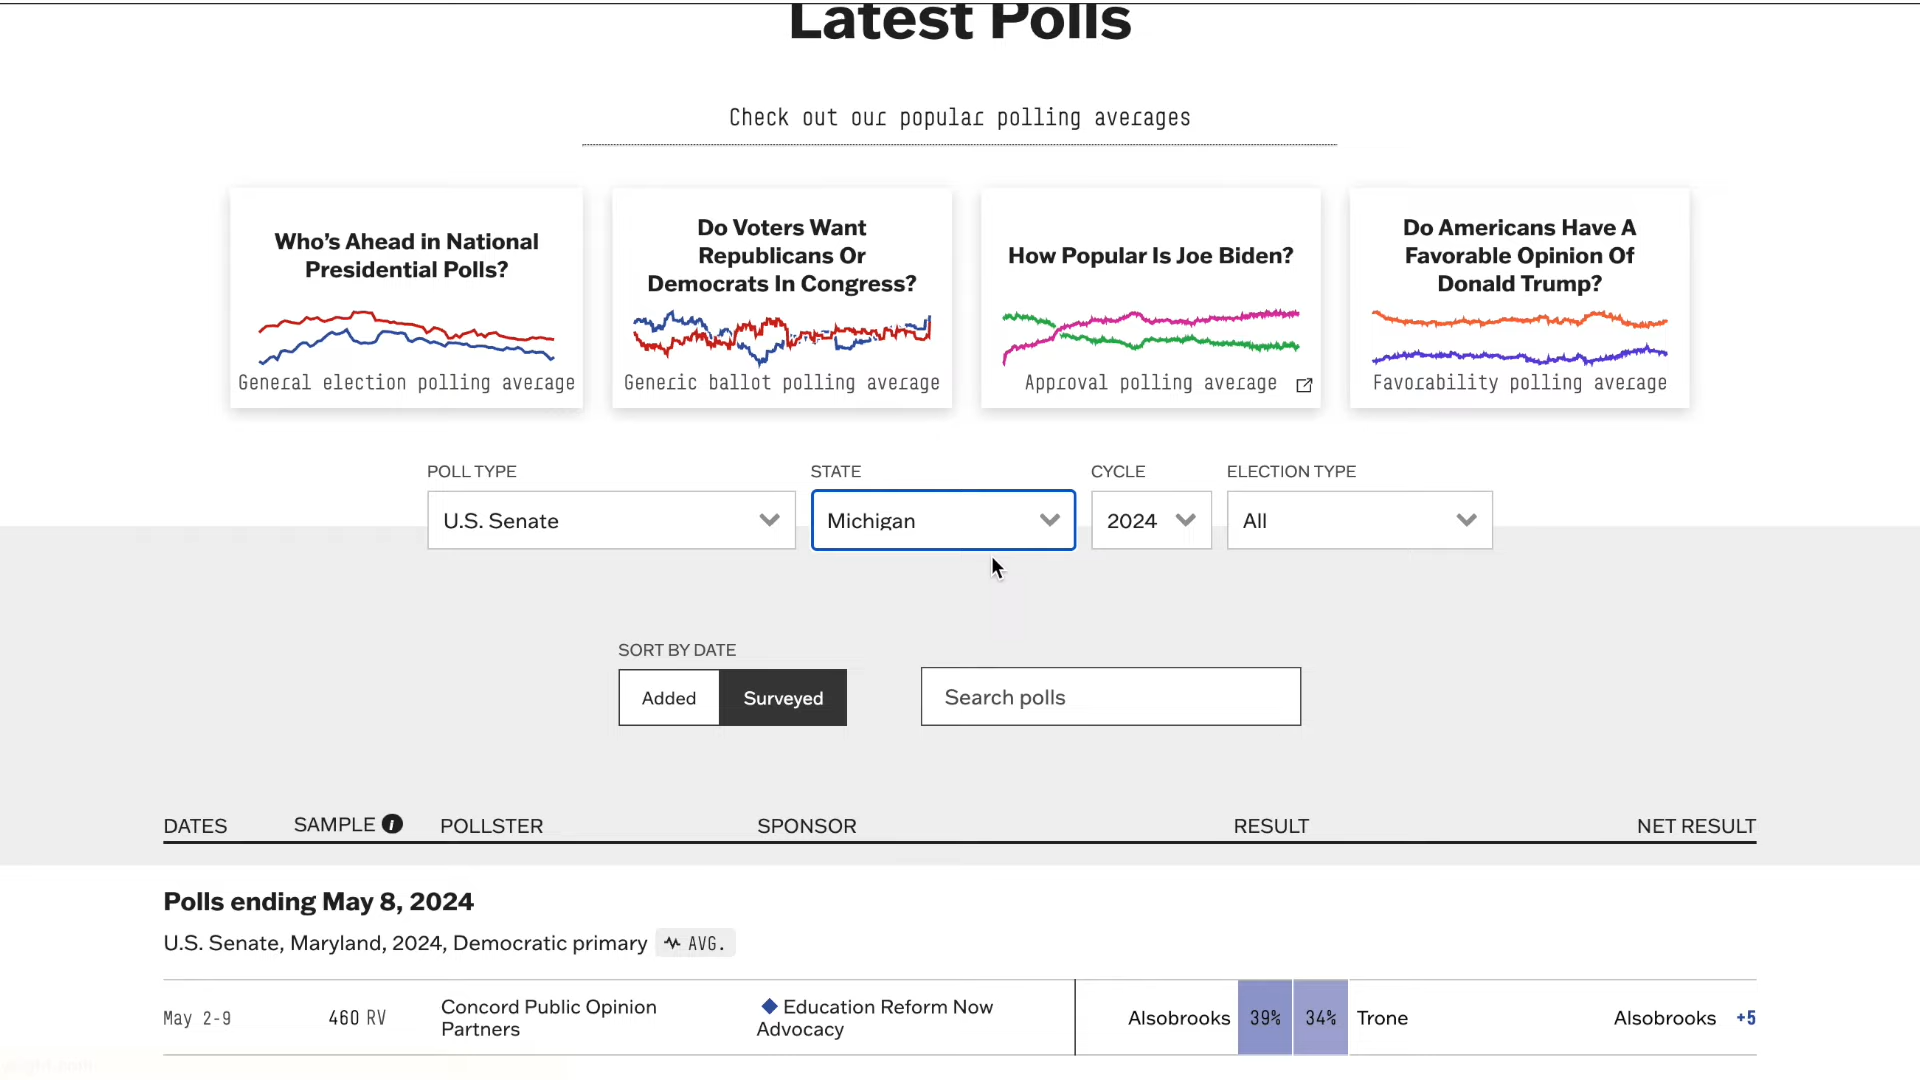 Latest Polls
Check out our popular polling averages
Who's Ahead in National
Presidential Polls?
General election polling average
Do Voters Want
Republicans Or
Democrats In Congress?
Generic ballot polling average
How Popular Is Joe Biden?
Approval polling average
Do Americans Have A
Favorable Opinion Of
Donald Trump?
Favorability polling average
POLL TYPE
U.S. Senate
STATE
Michigan
CYCLE
2024
ELECTION TYPE
All
SORT BY DATE
Added
Surveyed
Search polls
DATES SAMPLE i POLLSTER SPONSOR RESULT NET RESULT
Polls ending May 8, 2024
U.S. Senate, Maryland, 2024, Democratic primary AVG.
May 2-9
460 RV
Concord Public Opinion
Partners
Education Reform Now
Advocacy
Alsobrooks 39% 34% Trone
Alsobrooks +5